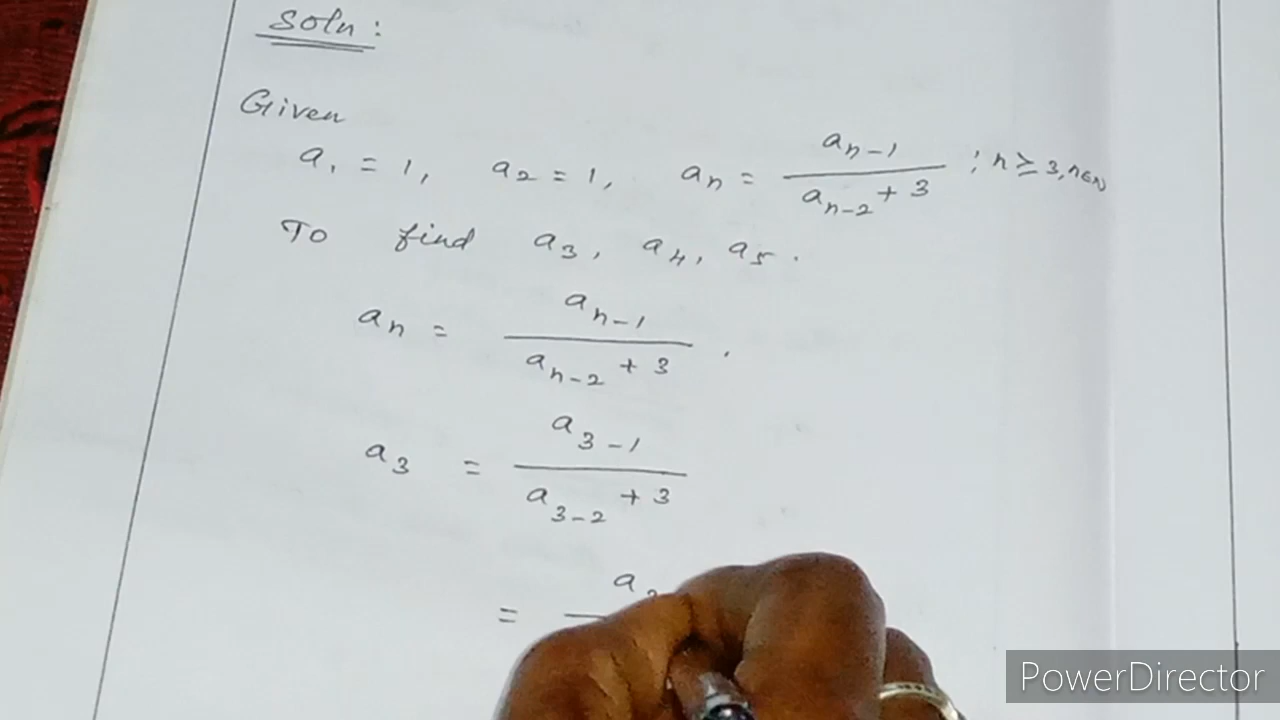 Soln:
Given
a₁ = 1, a₂ = 1, aₙ = aₙ₋₁ / (aₙ₋₂ + 3) ; n ≥ 3, n∈N
To find a₃, a₄, a₅.
aₙ = aₙ₋₁ / (aₙ₋₂ + 3).
a₃ = a₃₋₁ / (a₃₋₂ + 3)
= a₂
PowerDirector